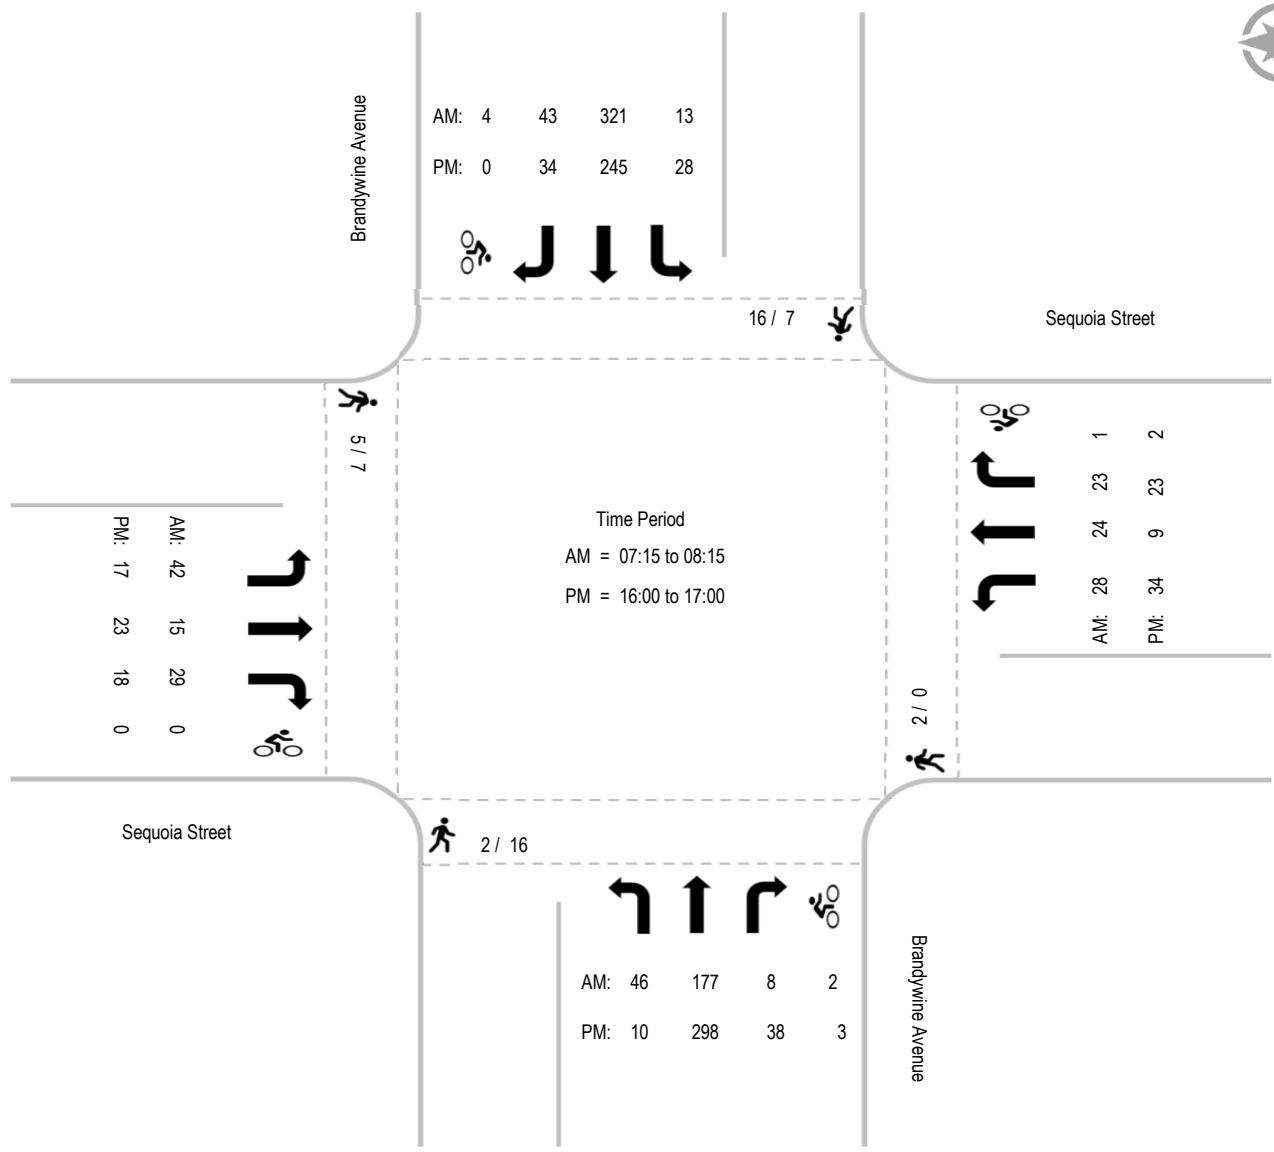 Brandywine Avenue
AM: 4 43 321 13
PM: 0 34 245 28
16 / 7
Sequoia Street
5 / 7
AM: 42 15 29 0
PM: 17 23 18 0
Time Period
AM = 07:15 to 08:15
PM = 16:00 to 17:00
AM: 28 24 23 1
PM: 34 9 23 2
2 / 0
Sequoia Street
2 / 16
AM: 46 177 8 2
PM: 10 298 38 3
Brandywine Avenue